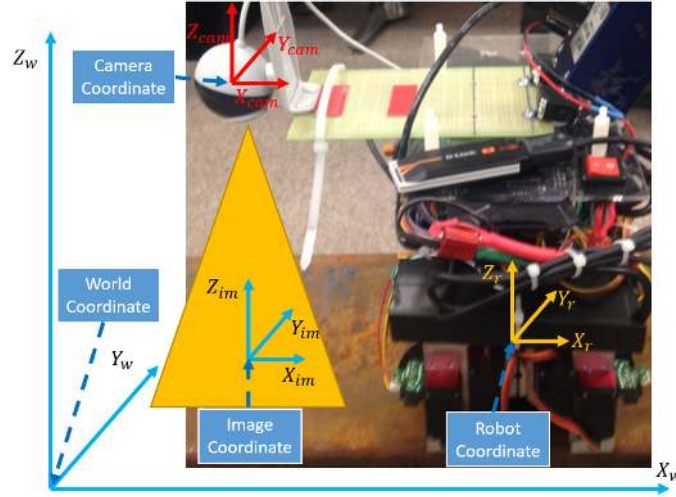 Z_w
Z_cam
Y_cam
X_cam
Camera
Coordinate
D-Link
World
Coordinate
Y_w
Z_im
Y_im
X_im
Z_r
Y_r
X_r
Image
Coordinate
Robot
Coordinate
X_w